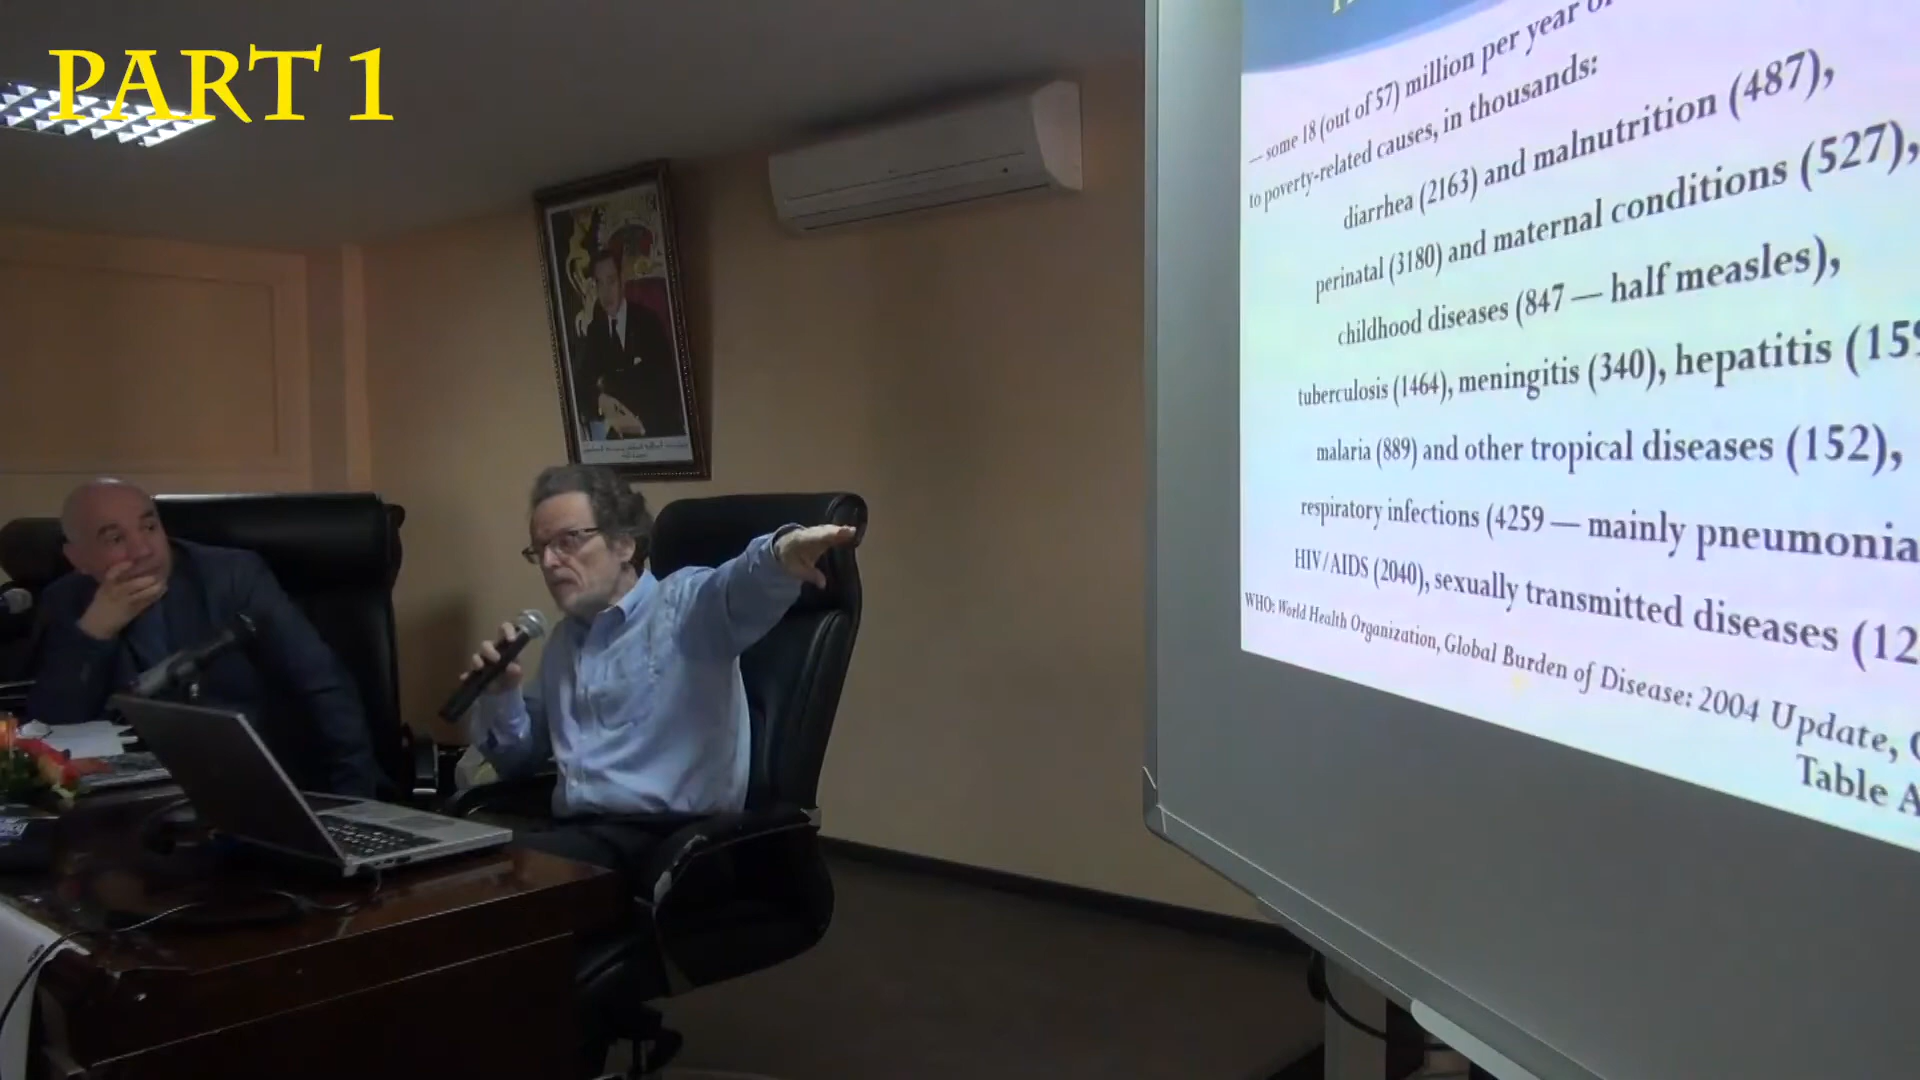 PART 1
— some 18 (out of 57) million per year
to poverty-related causes, in thousands:
diarrhea (2163) and malnutrition (487),
perinatal (3180) and maternal conditions (527),
childhood diseases (847 — half measles),
tuberculosis (1464), meningitis (340), hepatitis (159
malaria (889) and other tropical diseases (152),
respiratory infections (4259 — mainly pneumonia
HIV/AIDS (2040), sexually transmitted diseases (12
WHO: World Health Organization, Global Burden of Disease: 2004 Update,
Table A